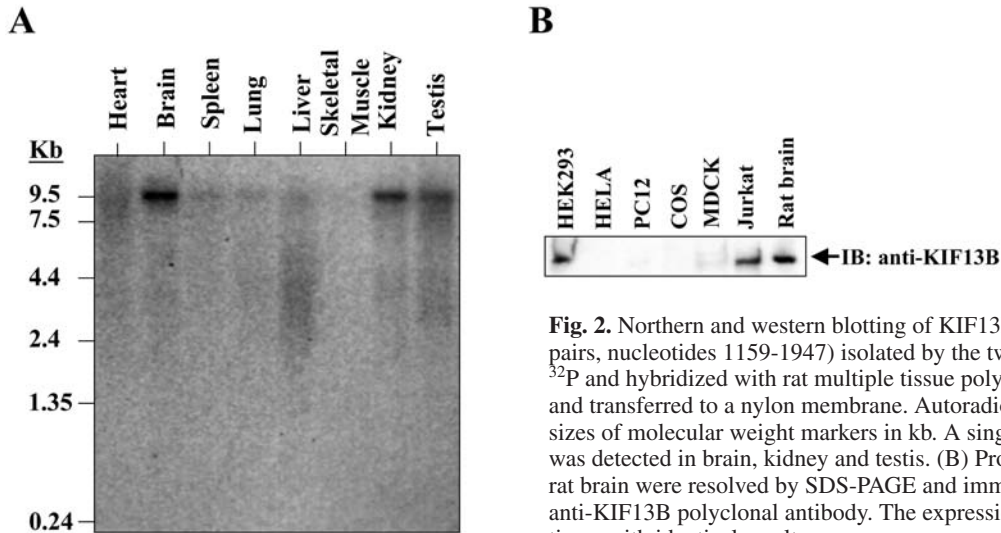 A
Heart
Brain
Spleen
Lung
Liver
Skeletal
Muscle
Kidney
Testis
Kb
9.5
7.5
4.4
2.4
1.35
0.24
B
HEK293
HELA
PC12
COS
MDCK
Jurkat
Rat brain
IB: anti-KIF13B
Fig. 2. Northern and western blotting of KIF13
pairs, nucleotides 1159-1947) isolated by the tw
32P and hybridized with rat multiple tissue poly
and transferred to a nylon membrane. Autoradio
sizes of molecular weight markers in kb. A sing
was detected in brain, kidney and testis. (B) Pro
rat brain were resolved by SDS-PAGE and imm
anti-KIF13B polyclonal antibody. The expressi